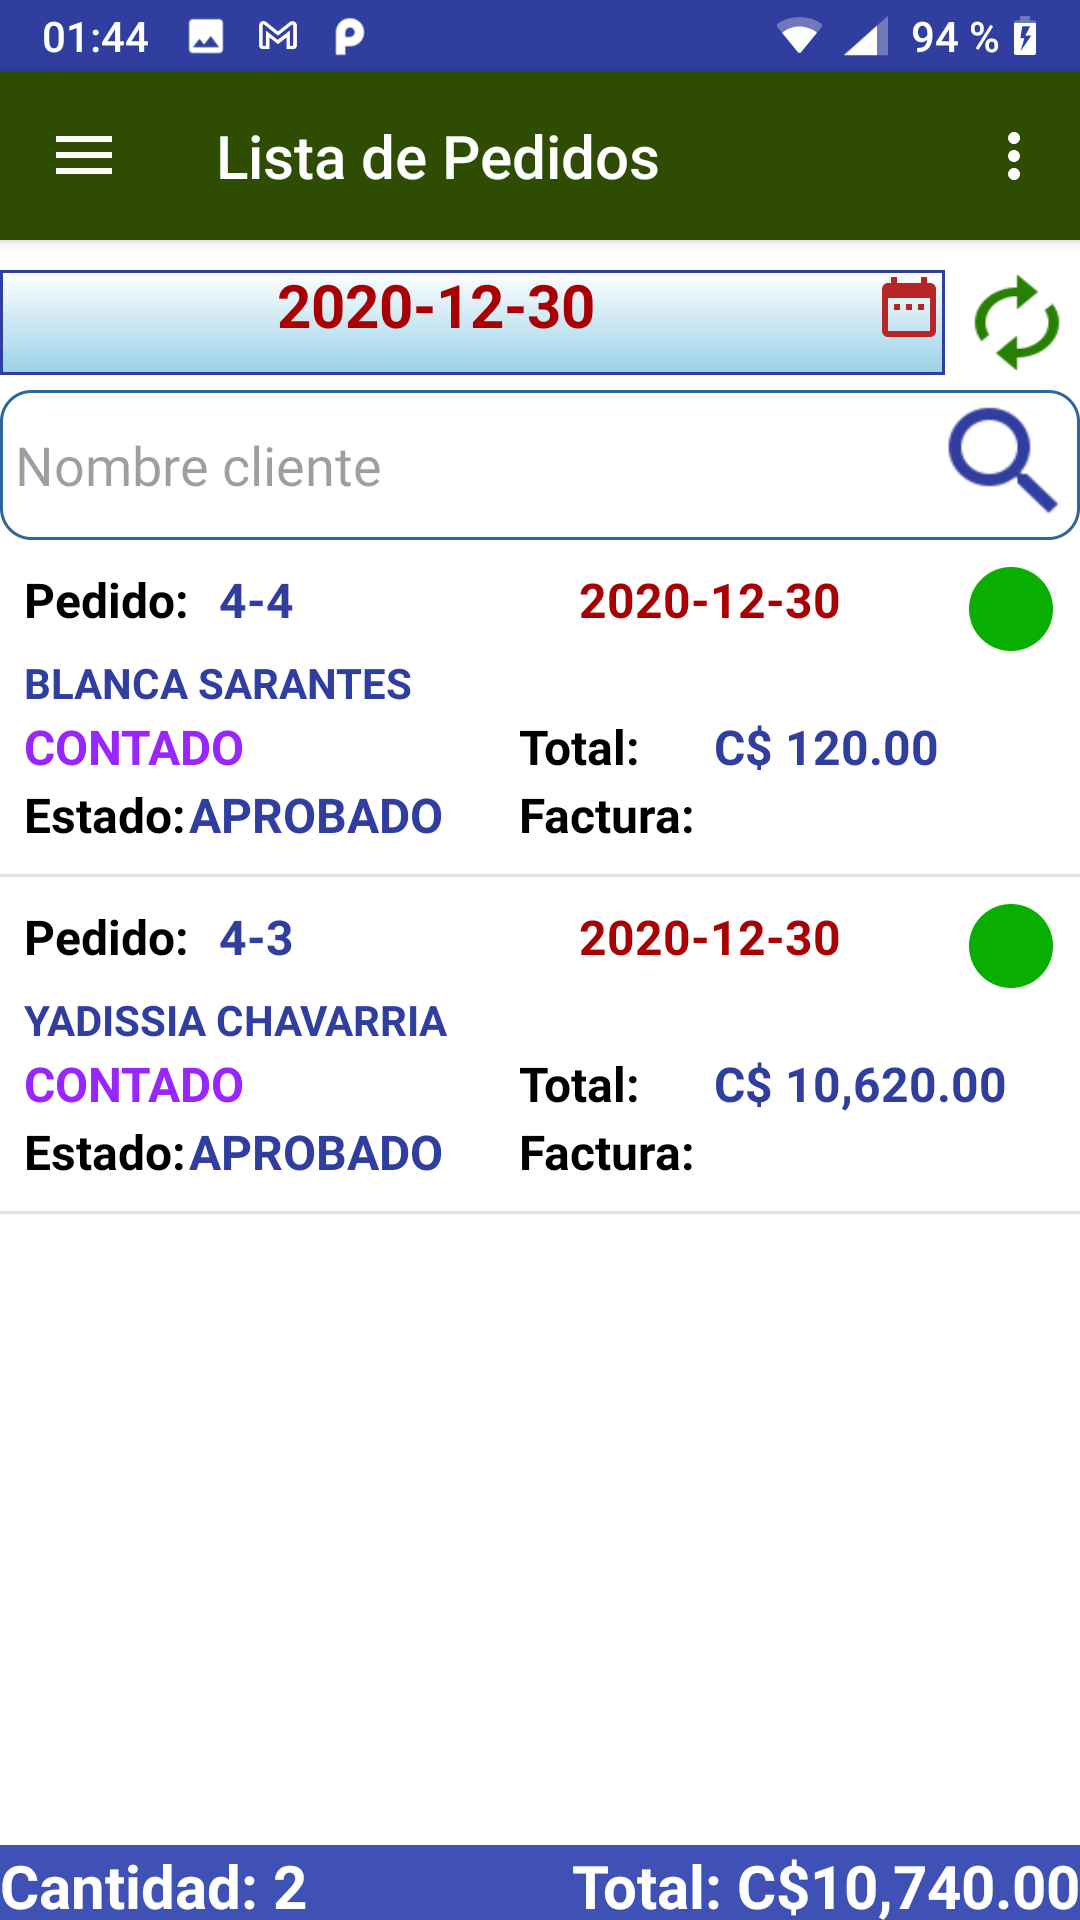 01:44 94 %
Lista de Pedidos
2020-12-30
Nombre cliente
Pedido: 4-4 2020-12-30
BLANCA SARANTES
CONTADO Total: C$ 120.00
Estado:APROBADO Factura:
Pedido: 4-3 2020-12-30
YADISSIA CHAVARRIA
CONTADO Total: C$ 10,620.00
Estado:APROBADO Factura:
Cantidad: 2 Total: C$10,740.00